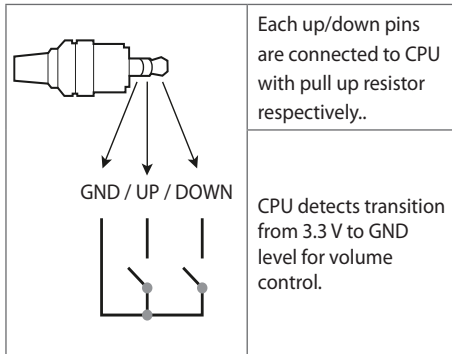 Each up/down pins
are connected to CPU
with pull up resistor
respectively..
GND / UP / DOWN
CPU detects transition
from 3.3 V to GND
level for volume
control.